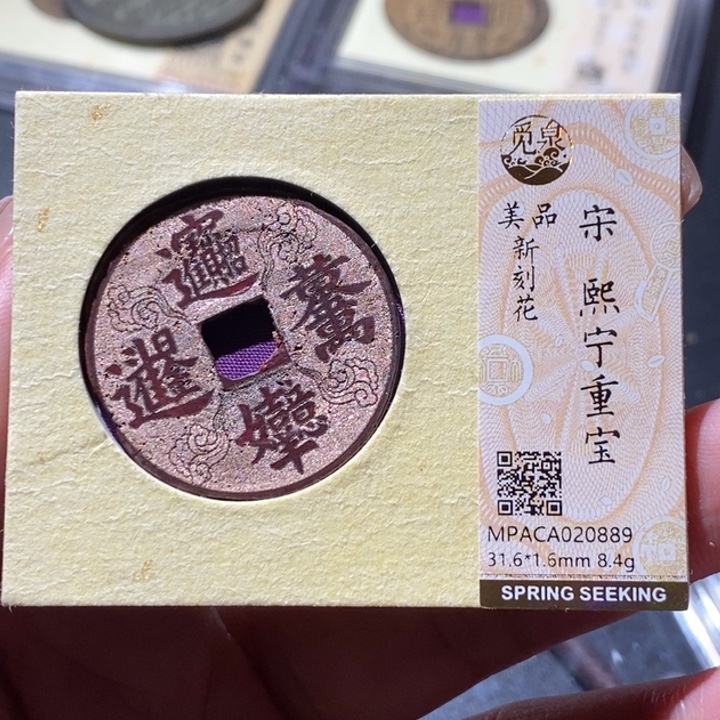 觅泉
美品
新刻花
宋 熙宁重宝
MPACA020889
31.6*1.6mm 8.4g
SPRING SEEKING